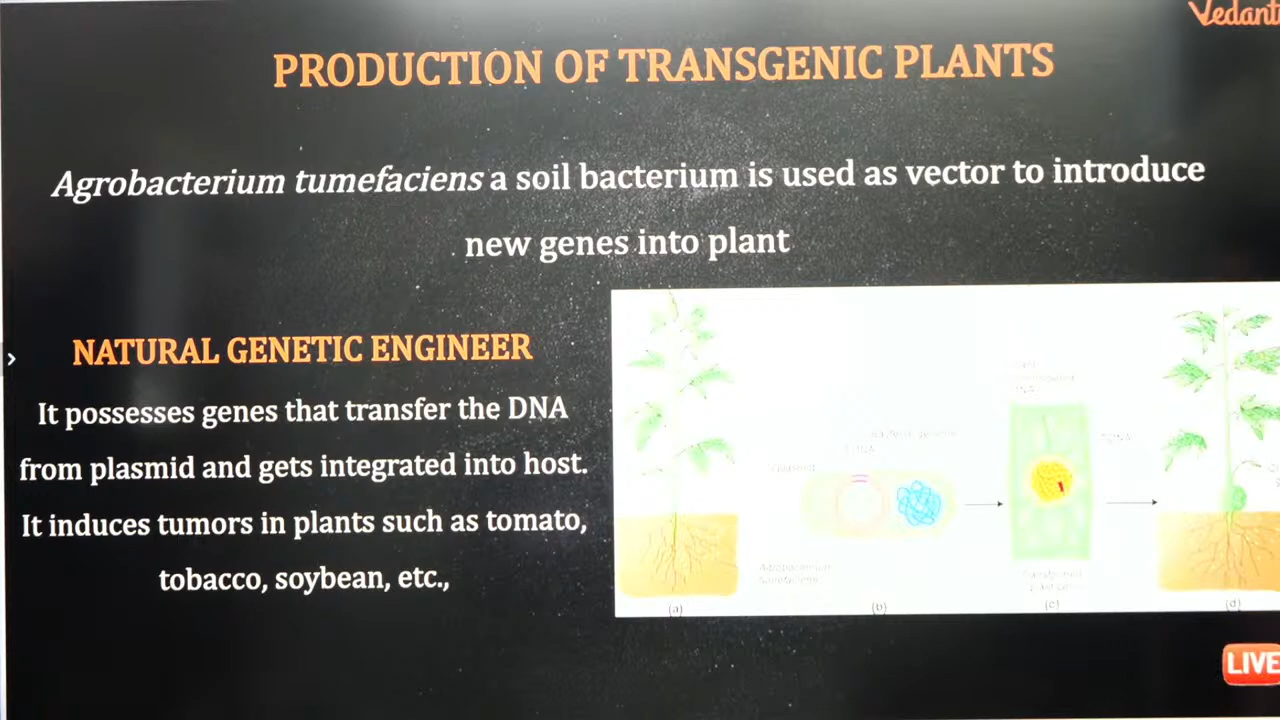 PRODUCTION OF TRANSGENIC PLANTS
Agrobacterium tumefaciens a soil bacterium is used as vector to introduce
new genes into plant
NATURAL GENETIC ENGINEER
It possesses genes that transfer the DNA
from plasmid and gets integrated into host.
It induces tumors in plants such as tomato,
tobacco, soybean, etc.,
Agrobacterium
tumefaciens
(a)
(b)
(c)
(d)
LIVE